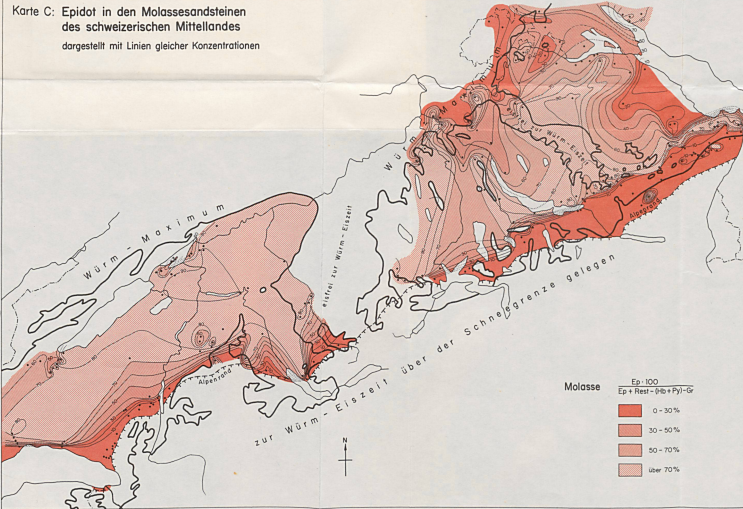 Karte C: Epidot in den Molassesandsteinen
des schweizerischen Mittellandes
dargestellt mit Linien gleicher Konzentrationen
Würm Maximum
eisfrei zur Würm-Eiszeit
Alpenrand
Würm-Maximum
eisfrei zur Würm-Eiszeit
Alpenrand
zur Würm-Eiszeit über der Schneegrenze gelegen
N
Molasse
Ep·100
Ep + Rest-(Hb+Py)-Gr
0-30%
30-50%
50-70%
über 70%